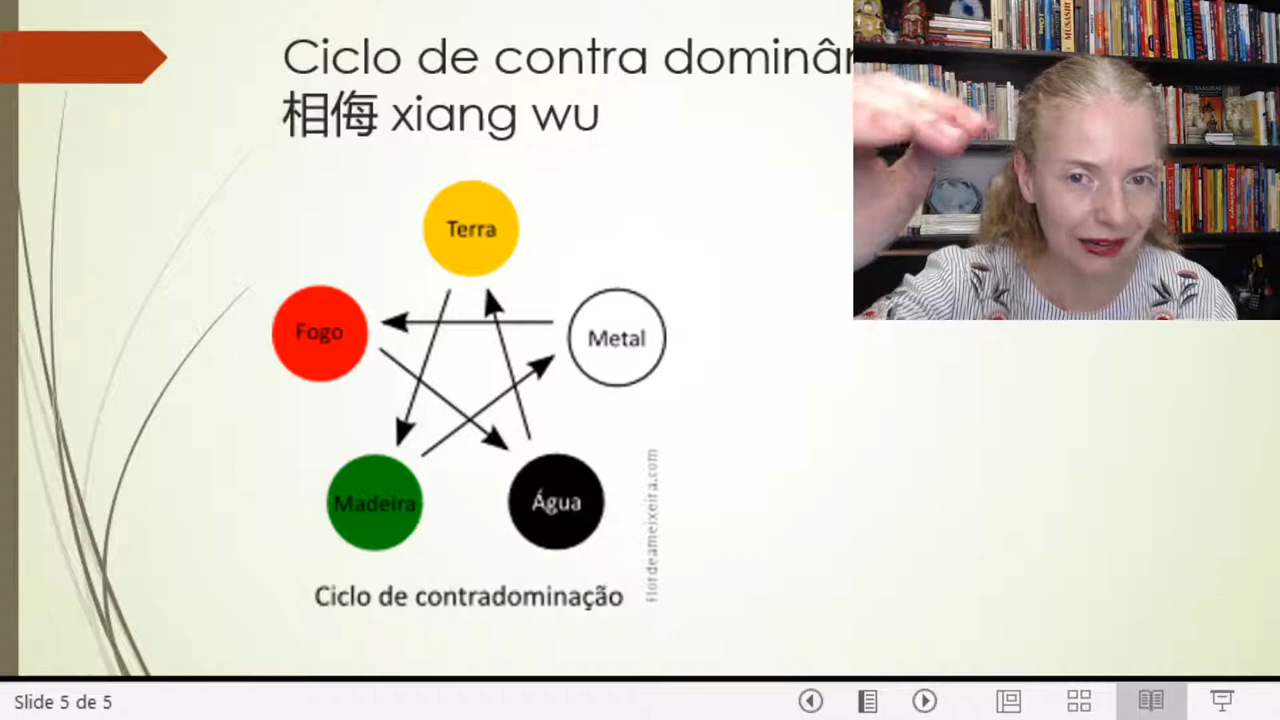 Ciclo de contra dominân
相侮 xiang wu
Terra
Fogo
Metal
Madeira
Água
Flordeameixeira.com
Ciclo de contradominação
Slide 5 de 5
MUSASHI